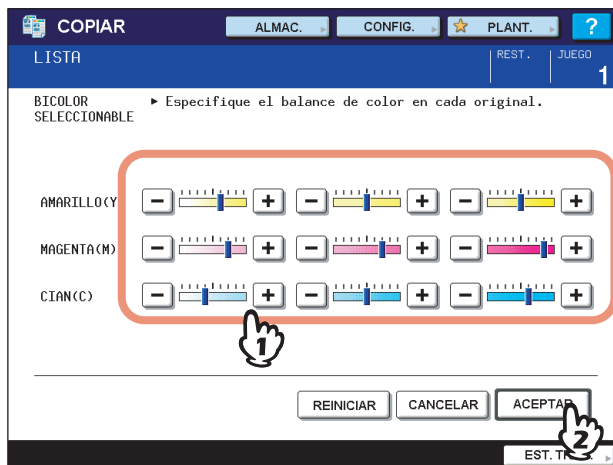 COPIAR ALMAC. CONFIG. PLANT. ?
LISTA REST. JUEGO
1
BICOLOR SELECCIONABLE Especifique el balance de color en cada original.
AMARILLO(Y - + - + - +
MAGENTA(M) - + - + - +
CIAN(C) - + - + - +
1
REINICIAR CANCELAR ACEPTAR
2
EST.